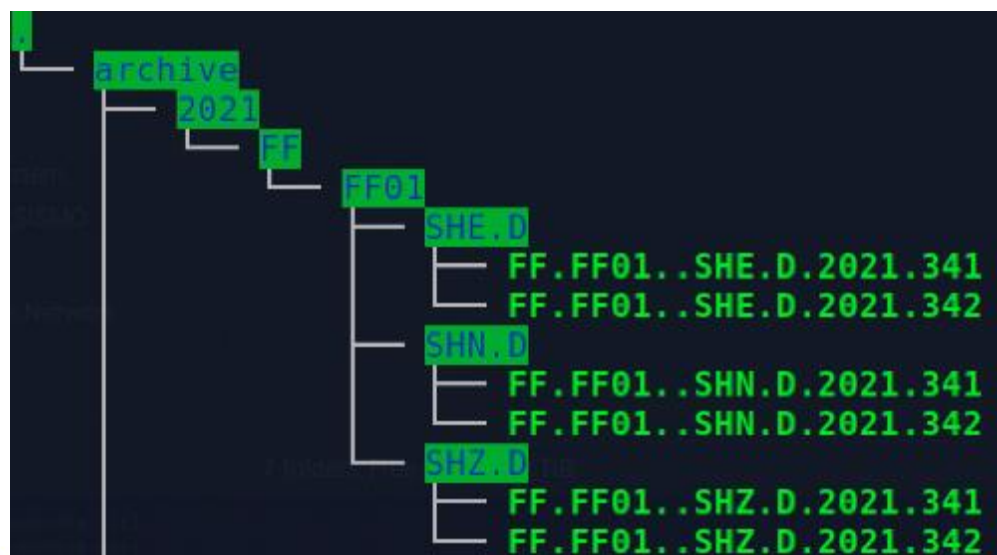 .
archive
2021
FF
FF01
SHE.D
FF.FF01..SHE.D.2021.341
FF.FF01..SHE.D.2021.342
SHN.D
FF.FF01..SHN.D.2021.341
FF.FF01..SHN.D.2021.342
SHZ.D
FF.FF01..SHZ.D.2021.341
FF.FF01..SHZ.D.2021.342